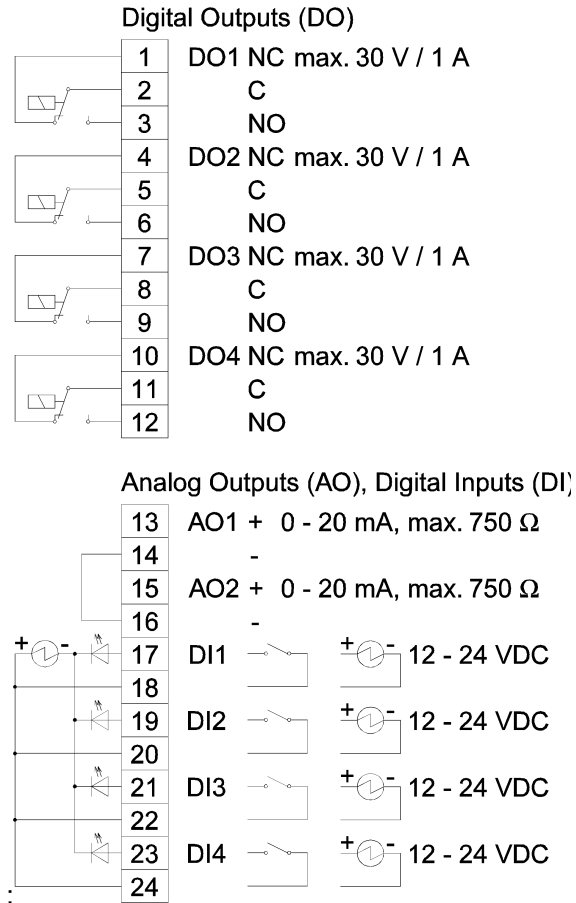 Digital Outputs (DO)
1 DO1 NC max. 30 V / 1 A
2 C
3 NO
4 DO2 NC max. 30 V / 1 A
5 C
6 NO
7 DO3 NC max. 30 V / 1 A
8 C
9 NO
10 DO4 NC max. 30 V / 1 A
11 C
12 NO
Analog Outputs (AO), Digital Inputs (DI)
13 AO1 + 0 - 20 mA, max. 750 Ω
14 -
15 AO2 + 0 - 20 mA, max. 750 Ω
16 -
+ - 17 DI1 + - 12 - 24 VDC
18
19 DI2 + - 12 - 24 VDC
20
21 DI3 + - 12 - 24 VDC
22
23 DI4 + - 12 - 24 VDC
: 24